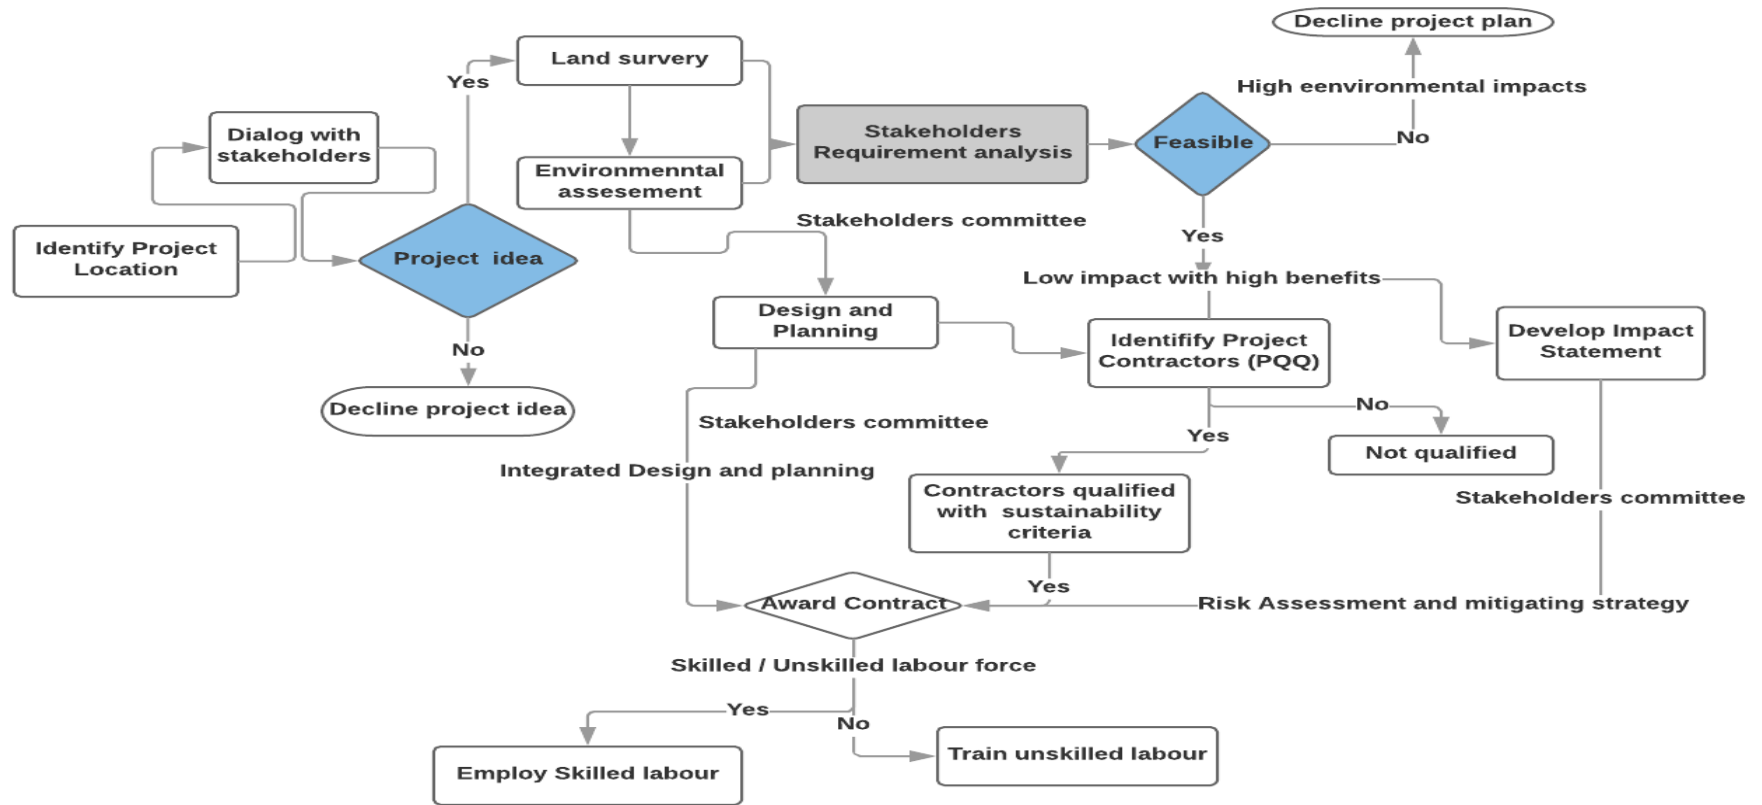 Decline project plan
Land survery
Yes
High eenvironmental impacts
Dialog with
stakeholders
Stakeholders
Requirement analysis
Feasible
No
Environmenntal
assesement
Stakeholders committee
Yes
Identify Project
Location
Project idea
Low impact with high benefits
Design and
Planning
Identifify Project
Contractors (PQQ)
Develop Impact
Statement
No
Decline project idea
No
Stakeholders committee
Yes
Not qualified
Integrated Design and planning
Contractors qualified
with sustainability
criteria
Stakeholders committee
Yes
Award Contract
Risk Assessment and mitigating strategy
Skilled / Unskilled labour force
Yes
No
Employ Skilled labour
Train unskilled labour